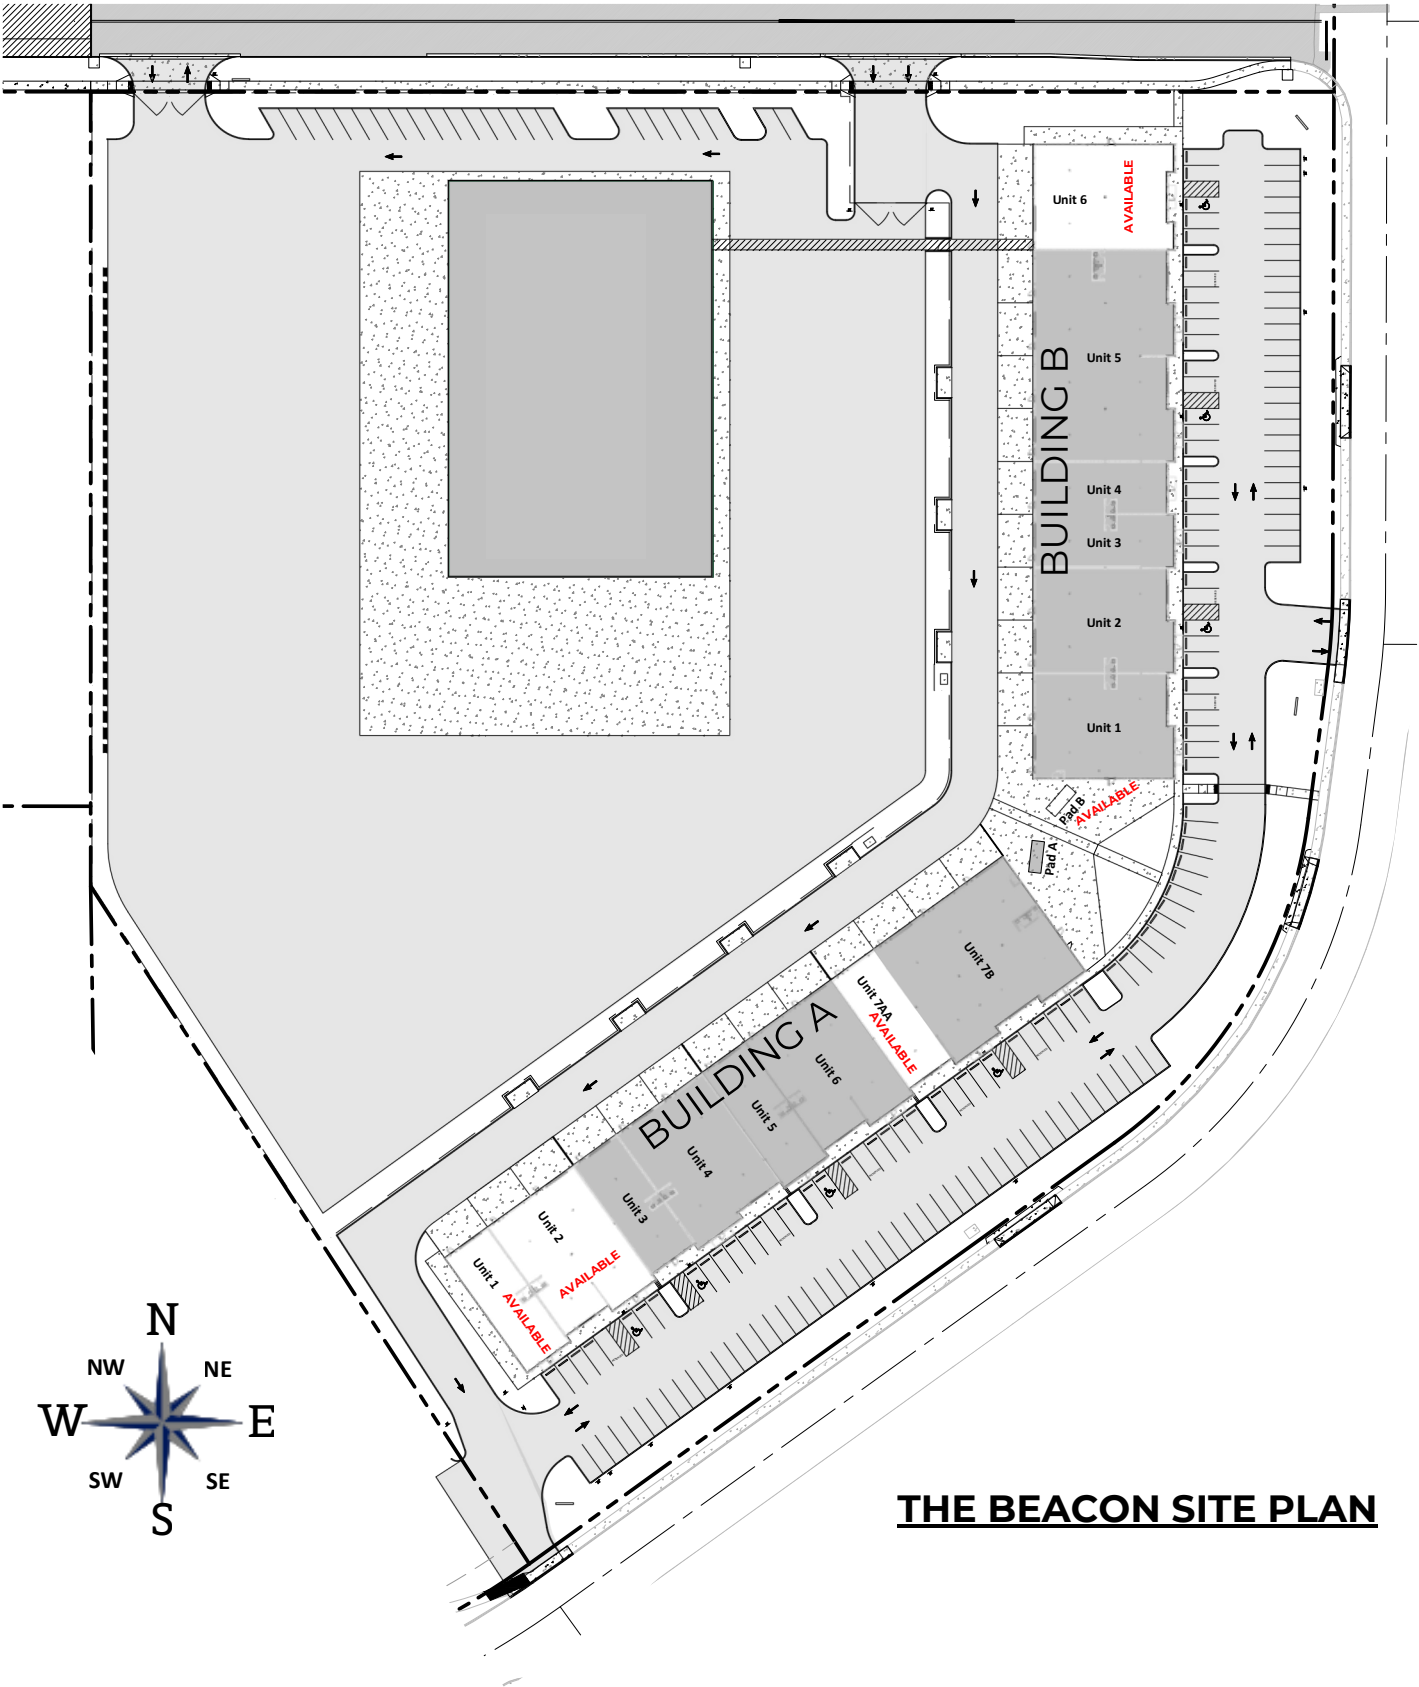 Unit 6
AVAILABLE
Unit 5
BUILDING B
Unit 4
Unit 3
Unit 2
Unit 1
Pad B
AVAILABLE
Pad A
Unit 7B
Unit 7AA
AVAILABLE
BUILDING A
Unit 6
Unit 5
Unit 4
Unit 3
Unit 2
AVAILABLE
Unit 1
AVAILABLE
N
NW
NE
W
E
SW
SE
S
THE BEACON SITE PLAN